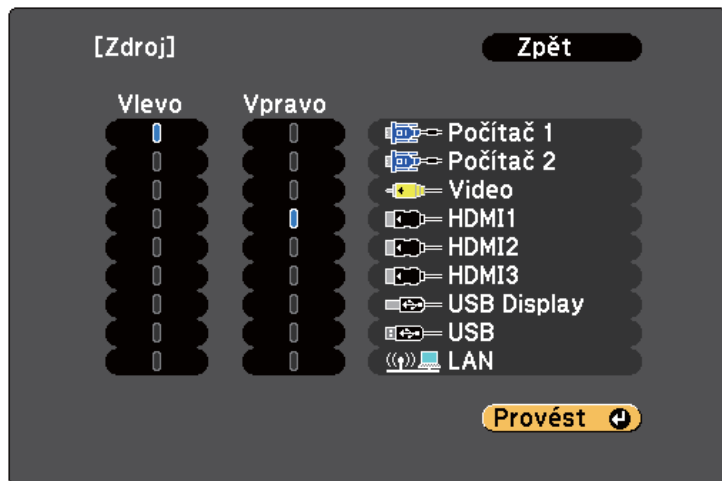 [Zdroj] Zpět
Vlevo Vpravo
Počítač 1
Počítač 2
Video
HDMI1
HDMI2
HDMI3
USB Display
USB
LAN
Provést